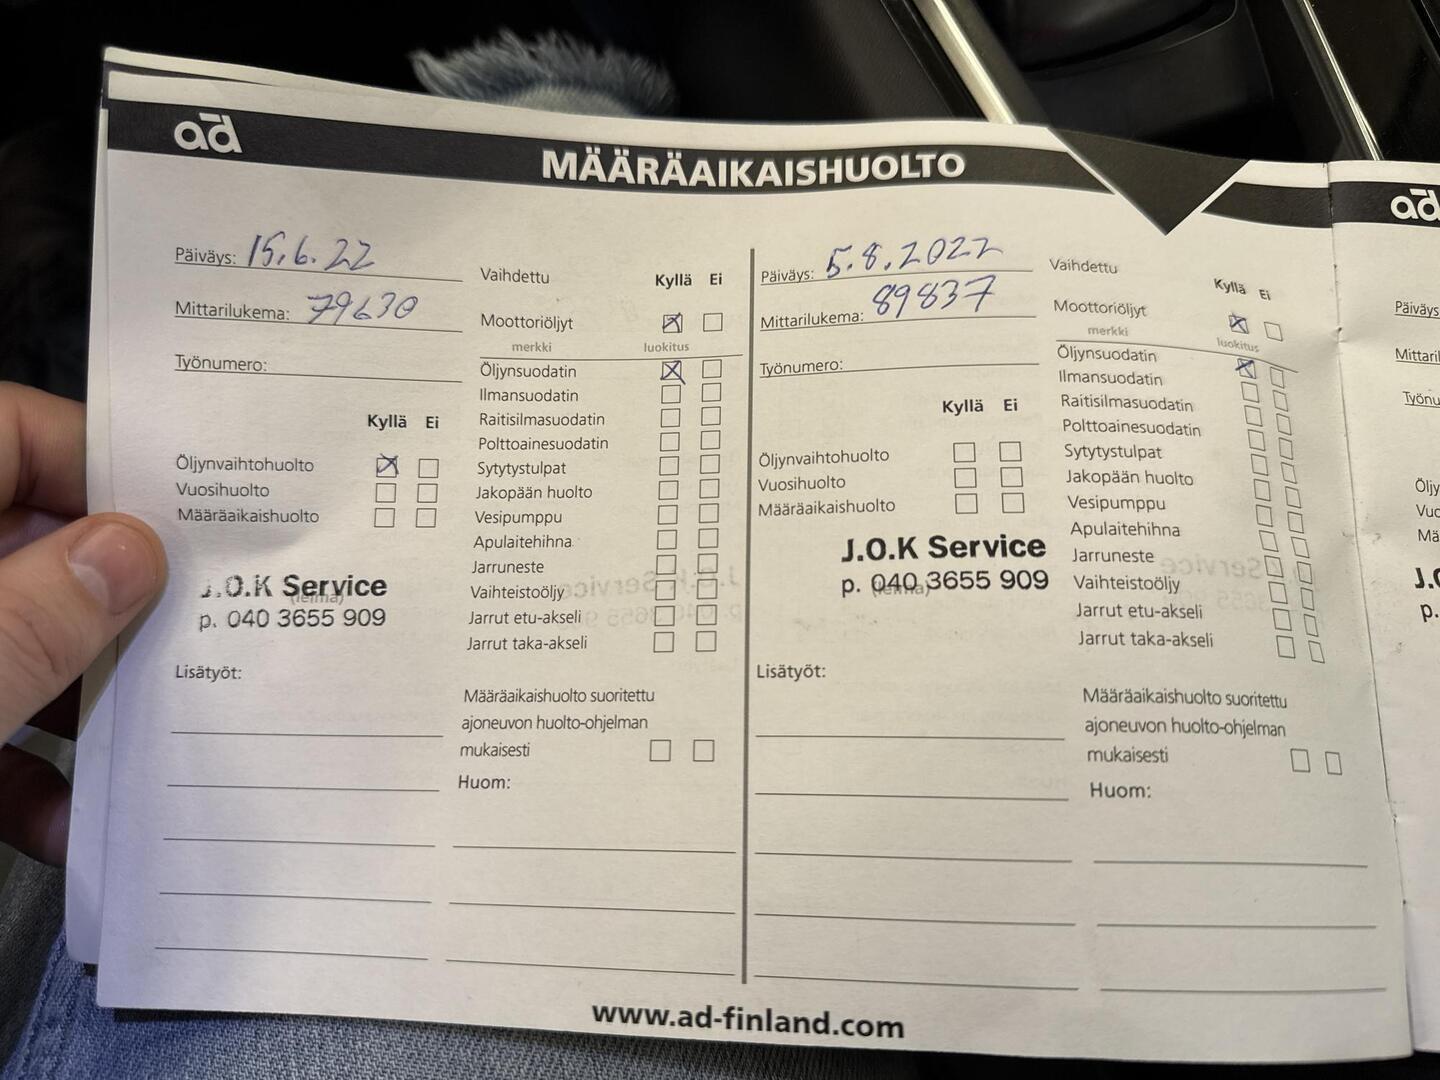 ad
MÄÄRÄAIKAISHUOLTO
Päiväys: 15.6.22
Mittarilukema: 79630
Työnumero:
Kyllä Ei
Öljynvaihtohuolto
Vuosihuolto
Määräaikaishuolto
J.O.K Service
(leima)
p. 040 3655 909
Lisätyöt:
Vaihdettu Kyllä Ei
Moottoriöljyt
merkki luokitus
Öljynsuodatin
Ilmansuodatin
Raitisilmasuodatin
Polttoainesuodatin
Sytytystulpat
Jakopään huolto
Vesipumppu
Apulaitehihna
Jarruneste
Vaihteistoöljy
Jarrut etu-akseli
Jarrut taka-akseli
Määräaikaishuolto suoritettu
ajoneuvon huolto-ohjelman
mukaisesti
Huom:
Päiväys: 5.8.2022
Mittarilukema: 89837
Työnumero:
Kyllä Ei
Öljynvaihtohuolto
Vuosihuolto
Määräaikaishuolto
J.O.K Service
p. 040 3655 909
(leima)
Lisätyöt:
Vaihdettu
Kyllä Ei
Moottoriöljyt
merkki luokitus
Öljynsuodatin
Ilmansuodatin
Raitisilmasuodatin
Polttoainesuodatin
Sytytystulpat
Jakopään huolto
Vesipumppu
Apulaitehihna
Jarruneste
Vaihteistoöljy
Jarrut etu-akseli
Jarrut taka-akseli
Määräaikaishuolto suoritettu
ajoneuvon huolto-ohjelman
mukaisesti
Huom:
www.ad-finland.com
ad
Päiväys